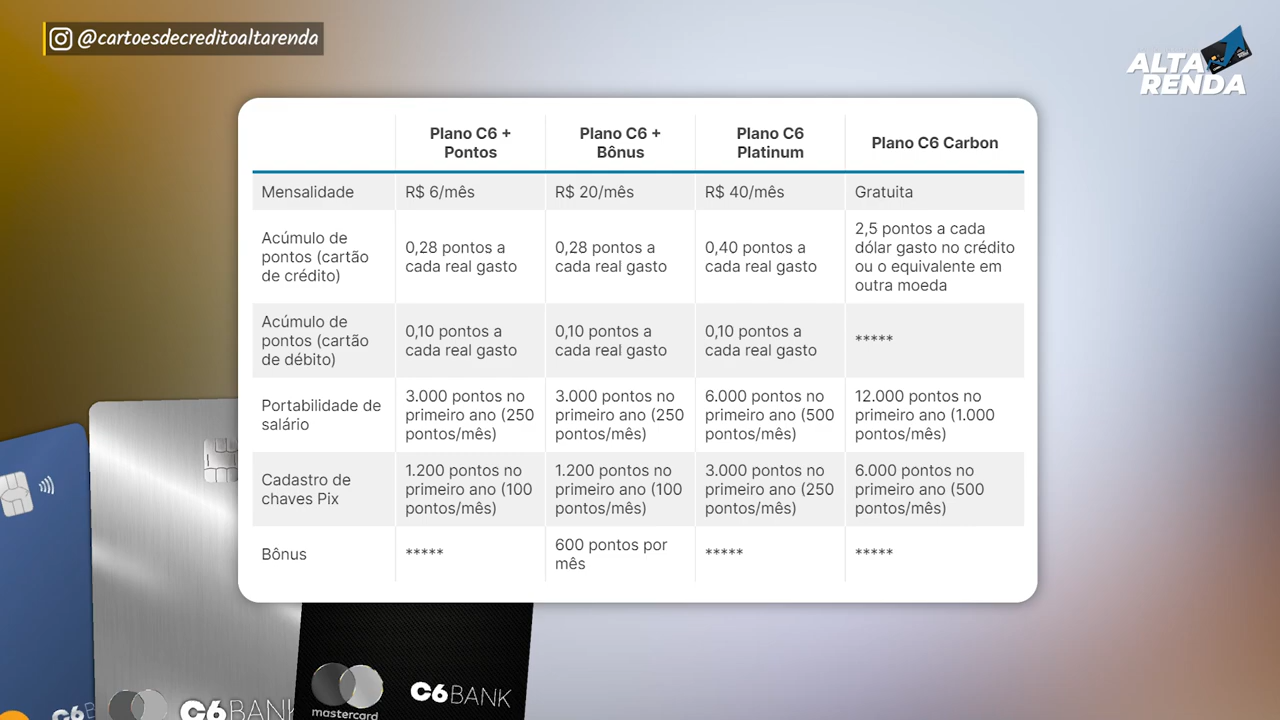 @cartoesdecreditoaltarenda
ALTA
RENDA
Plano C6 +
Pontos
Plano C6 +
Bônus
Plano C6
Platinum
Plano C6 Carbon
Mensalidade
R$ 6/mês
R$ 20/mês
R$ 40/mês
Gratuita
Acúmulo de
pontos (cartão
de crédito)
0,28 pontos a
cada real gasto
0,28 pontos a
cada real gasto
0,40 pontos a
cada real gasto
2,5 pontos a cada
dólar gasto no crédito
ou o equivalente em
outra moeda
Acúmulo de
pontos (cartão
de débito)
0,10 pontos a
cada real gasto
0,10 pontos a
cada real gasto
0,10 pontos a
cada real gasto
*****
Portabilidade de
salário
3.000 pontos no
primeiro ano (250
pontos/mês)
3.000 pontos no
primeiro ano (250
pontos/mês)
6.000 pontos no
primeiro ano (500
pontos/mês)
12.000 pontos no
primeiro ano (1.000
pontos/mês)
Cadastro de
chaves Pix
1.200 pontos no
primeiro ano (100
pontos/mês)
1.200 pontos no
primeiro ano (100
pontos/mês)
3.000 pontos no
primeiro ano (250
pontos/mês)
6.000 pontos no
primeiro ano (500
pontos/mês)
Bônus
*****
600 pontos por
mês
*****
*****
C6 B
C6 BAN
mastercard
C6 BANK